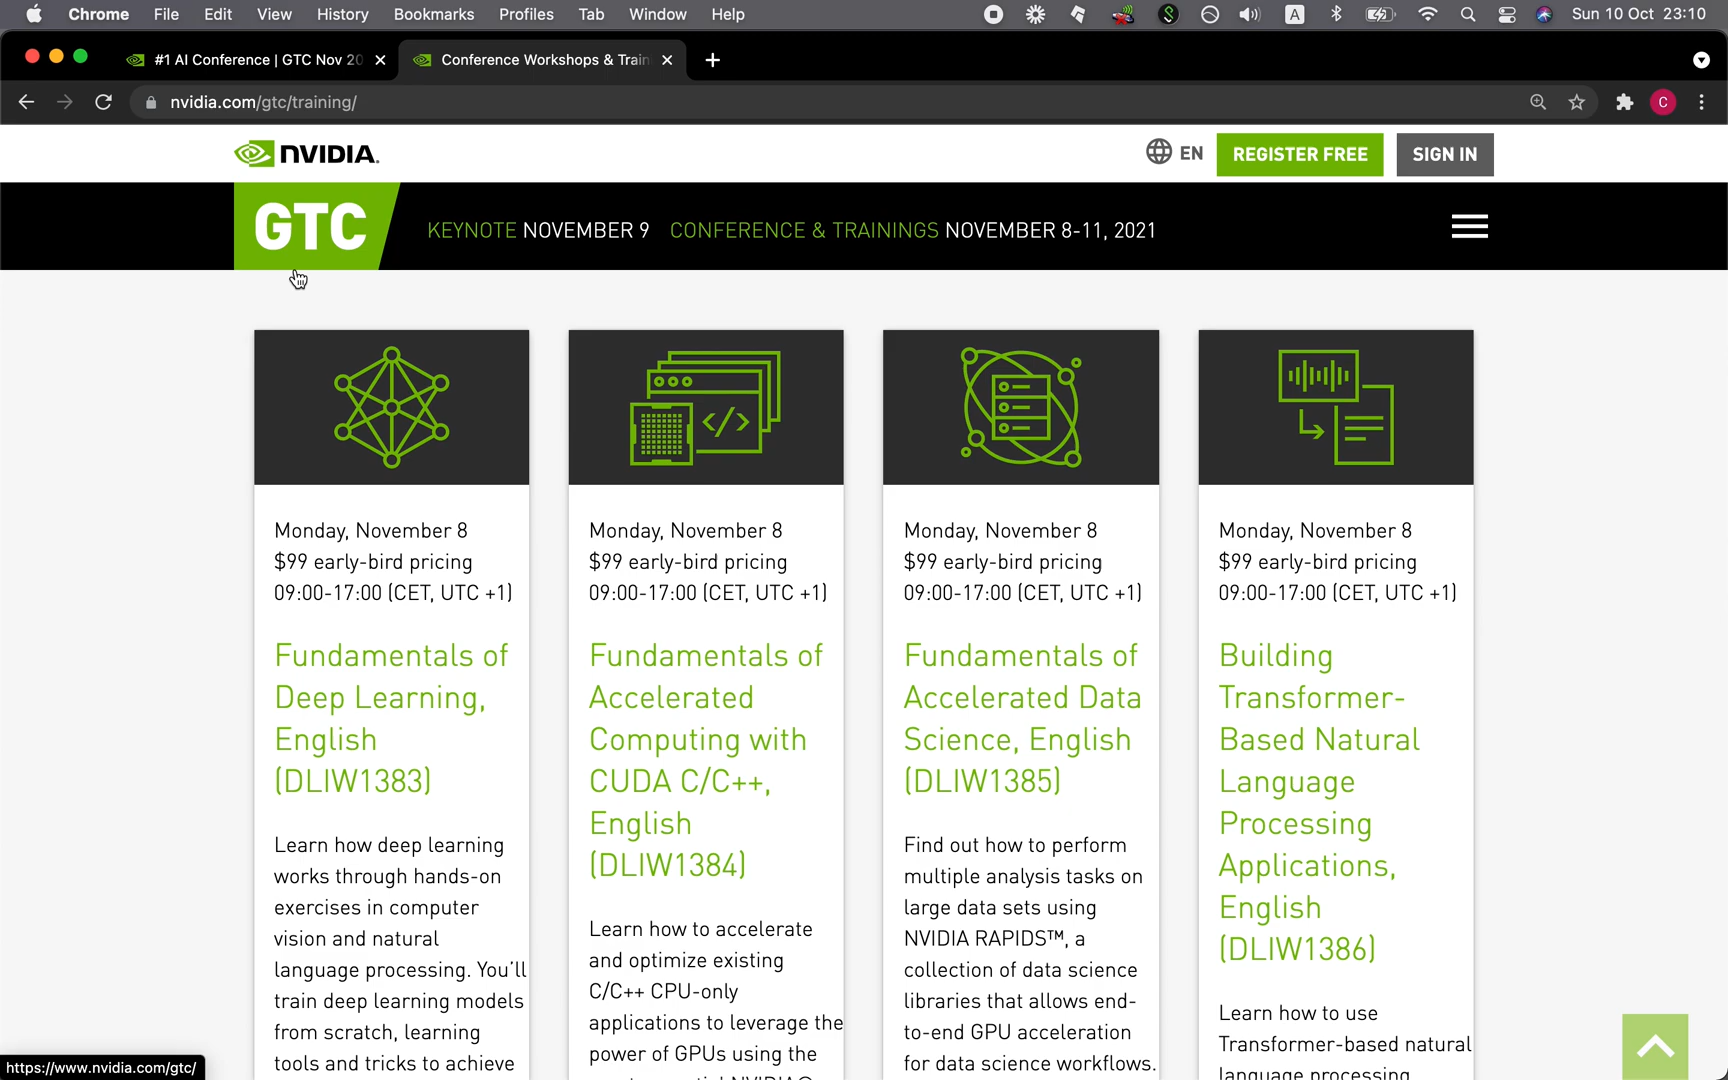 Chrome File Edit View History Bookmarks Profiles Tab Window Help
A
Sun 10 Oct 23:10
#1 AI Conference | GTC Nov 20
Conference Workshops & Train
nvidia.com/gtc/training/
C
NVIDIA.
EN
REGISTER FREE
SIGN IN
GTC
KEYNOTE NOVEMBER 9 CONFERENCE & TRAININGS NOVEMBER 8-11, 2021
Monday, November 8
$99 early-bird pricing
09:00-17:00 (CET, UTC +1)
Fundamentals of
Deep Learning,
English
(DLIW1383)
Learn how deep learning
works through hands-on
exercises in computer
vision and natural
language processing. You'll
train deep learning models
from scratch, learning
tools and tricks to achieve
Monday, November 8
$99 early-bird pricing
09:00-17:00 (CET, UTC +1)
Fundamentals of
Accelerated
Computing with
CUDA C/C++,
English
(DLIW1384)
Learn how to accelerate
and optimize existing
C/C++ CPU-only
applications to leverage the
power of GPUs using the
Monday, November 8
$99 early-bird pricing
09:00-17:00 (CET, UTC +1)
Fundamentals of
Accelerated Data
Science, English
(DLIW1385)
Find out how to perform
multiple analysis tasks on
large data sets using
NVIDIA RAPIDS™, a
collection of data science
libraries that allows end-
to-end GPU acceleration
for data science workflows.
Monday, November 8
$99 early-bird pricing
09:00-17:00 (CET, UTC +1)
Building
Transformer-
Based Natural
Language
Processing
Applications,
English
(DLIW1386)
Learn how to use
Transformer-based natural
language processing
https://www.nvidia.com/gtc/